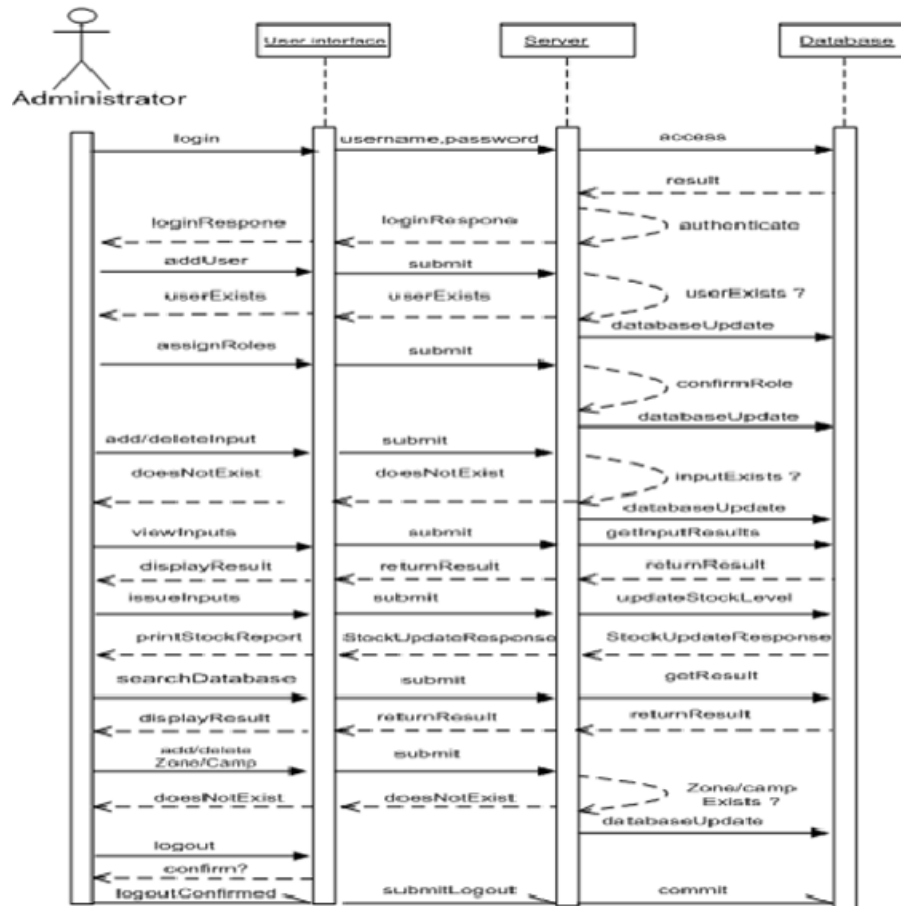 User interface
Server
Database
Administrator
login
username,password
access
result
loginRespone
loginRespone
authenticate
addUser
submit
userExists
userExists
userExists ?
databaseUpdate
assignRoles
submit
confirmRole
databaseUpdate
add/deleteInput
submit
doesNotExist
doesNotExist
inputExists ?
databaseUpdate
viewInputs
submit
getInputResults
displayResult
returnResult
returnResult
issueInputs
submit
updateStockLevel
printStockReport
StockUpdateResponse
StockUpdateResponse
searchDatabase
submit
getResult
displayResult
returnResult
returnResult
add/delete
Zone/Camp
submit
doesNotExist
doesNotExist
Zone/camp
Exists ?
databaseUpdate
logout
confirm?
logoutConfirmed
submitLogout
commit